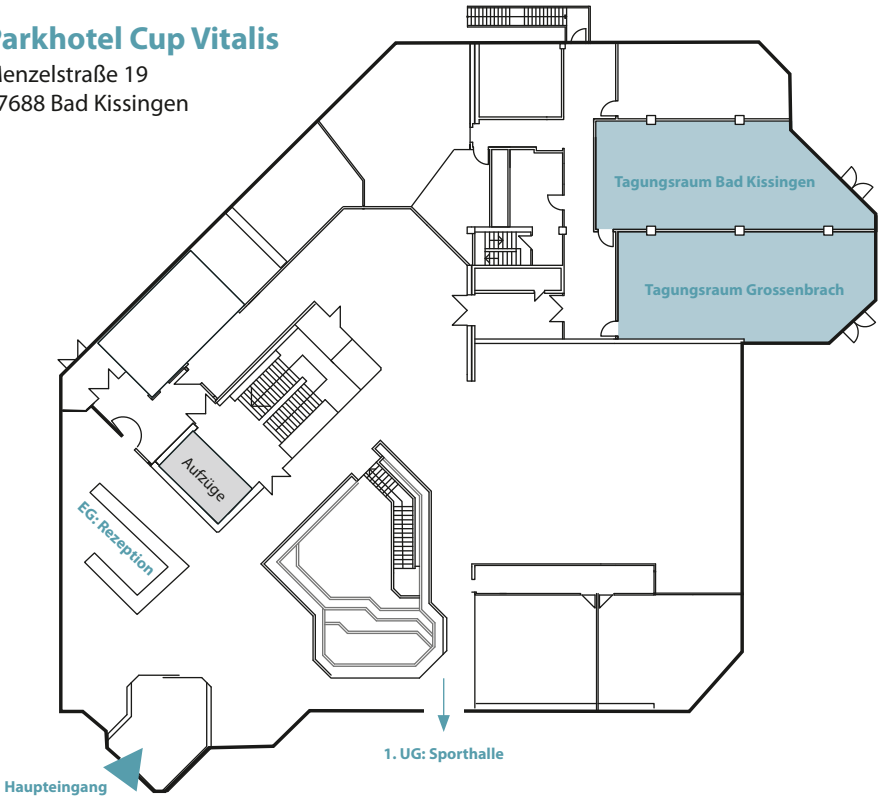 Parkhotel Cup Vitalis
Menzelstraße 19
7688 Bad Kissingen
Tagungsraum Bad Kissingen
Tagungsraum Grossenbrach
Aufzüge
EG: Rezeption
1. UG: Sporthalle
Haupteingang